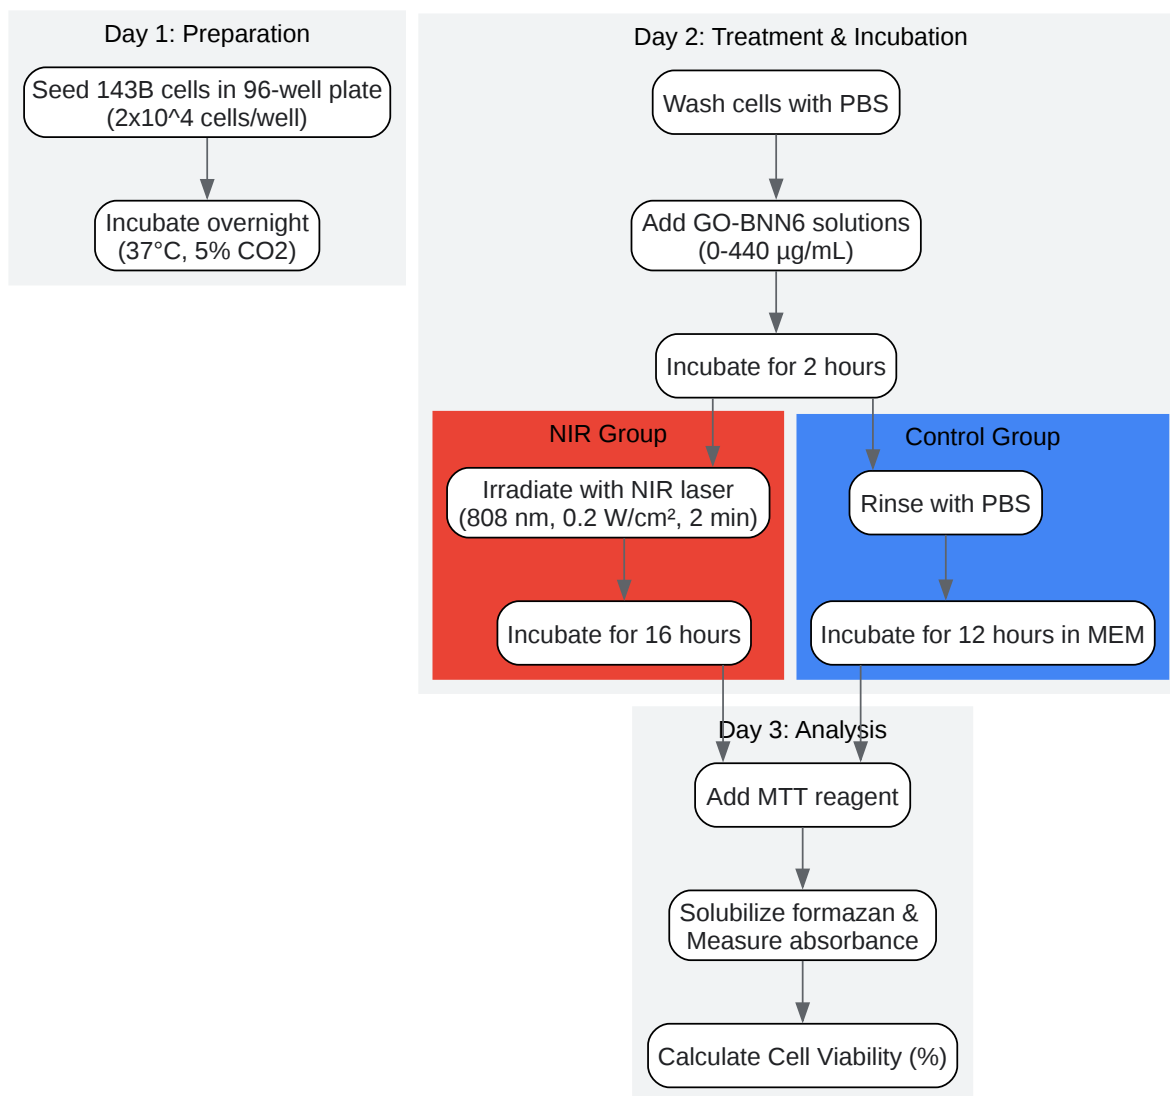 Day 1: Preparation
Seed 143B cells in 96-well plate
(2x10^4 cells/well)
Incubate overnight
(37°C, 5% CO2)
Day 2: Treatment & Incubation
Wash cells with PBS
Add GO-BNN6 solutions
(0-440 µg/mL)
Incubate for 2 hours
NIR Group
Irradiate with NIR laser
(808 nm, 0.2 W/cm², 2 min)
Incubate for 16 hours
Control Group
Rinse with PBS
Incubate for 12 hours in MEM
Day 3: Analysis
Add MTT reagent
Solubilize formazan &
Measure absorbance
Calculate Cell Viability (%)